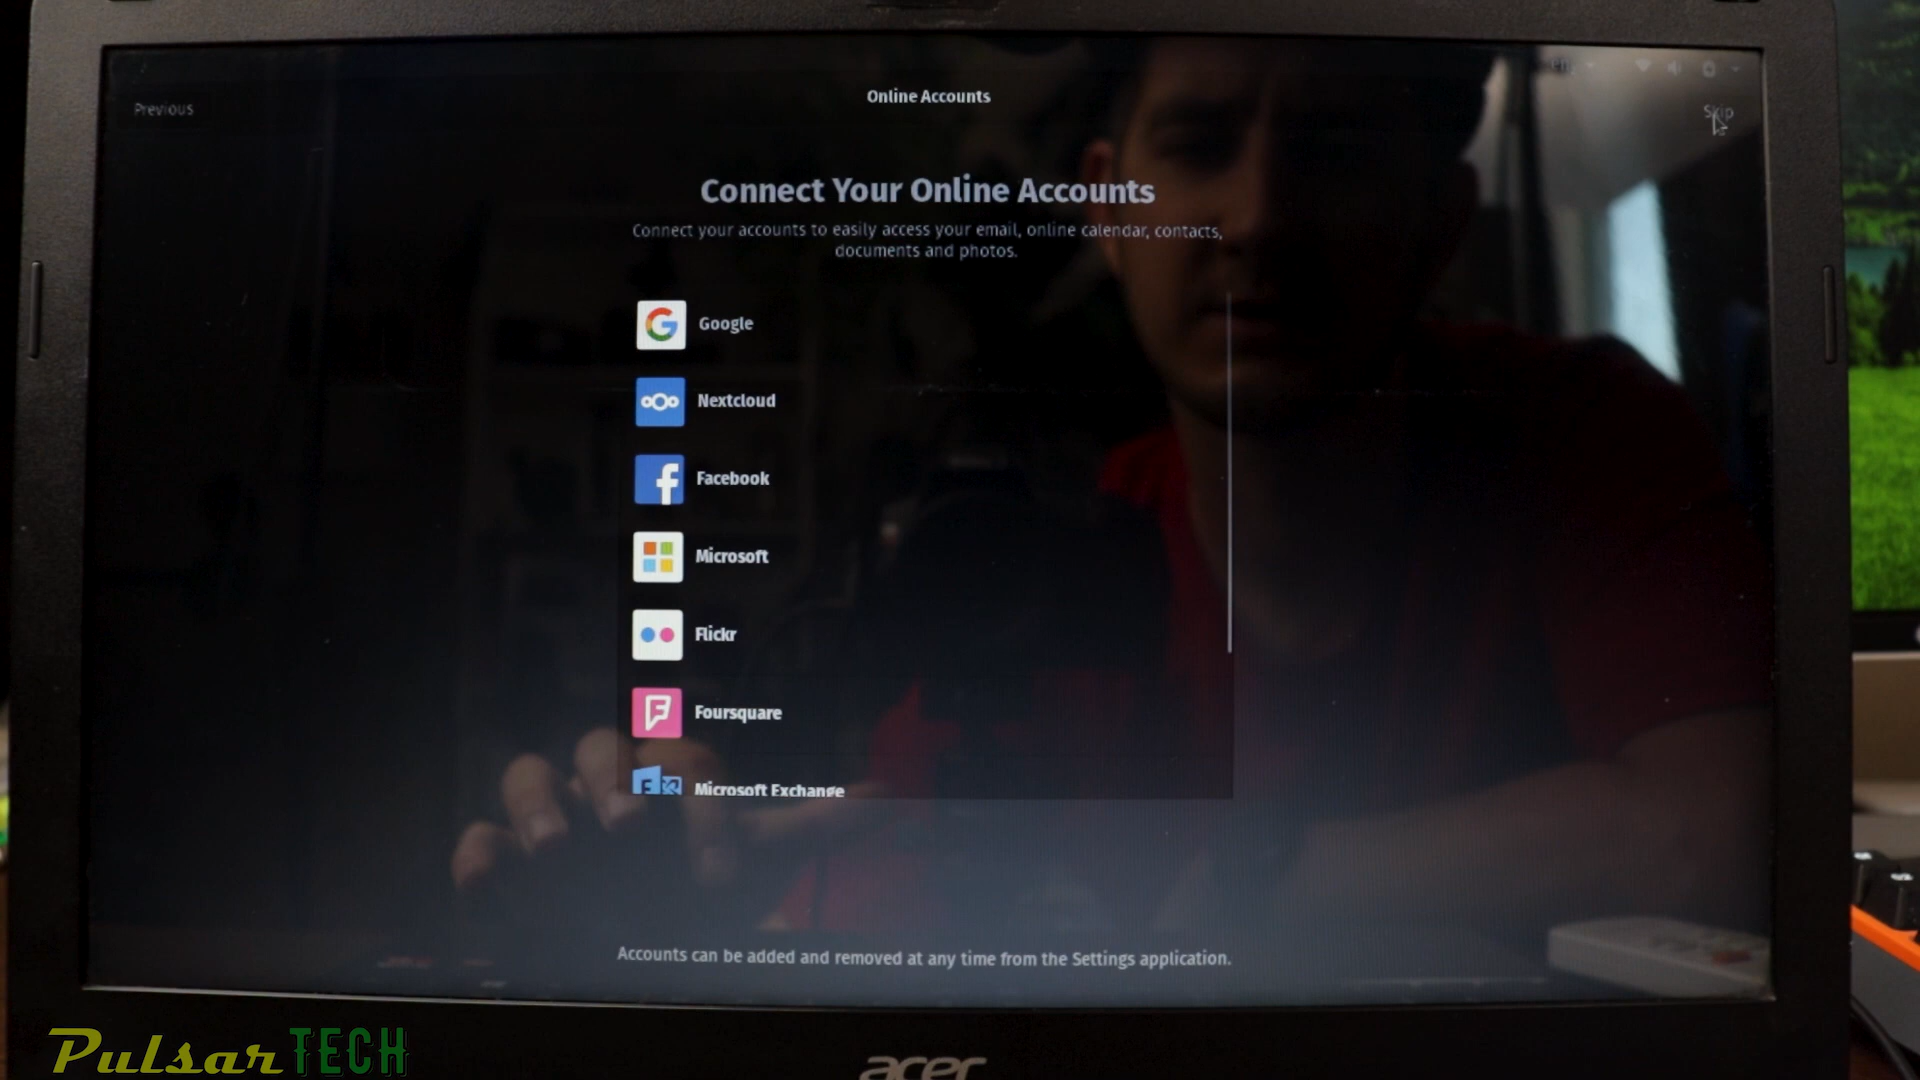 en
Online Accounts
Previous
Skip
Connect Your Online Accounts
Connect your accounts to easily access your email, online calendar, contacts,
documents and photos.
Google
Nextcloud
Facebook
Microsoft
Flickr
Foursquare
Microsoft Exchange
Accounts can be added and removed at any time from the Settings application.
PulsarTECH
acer